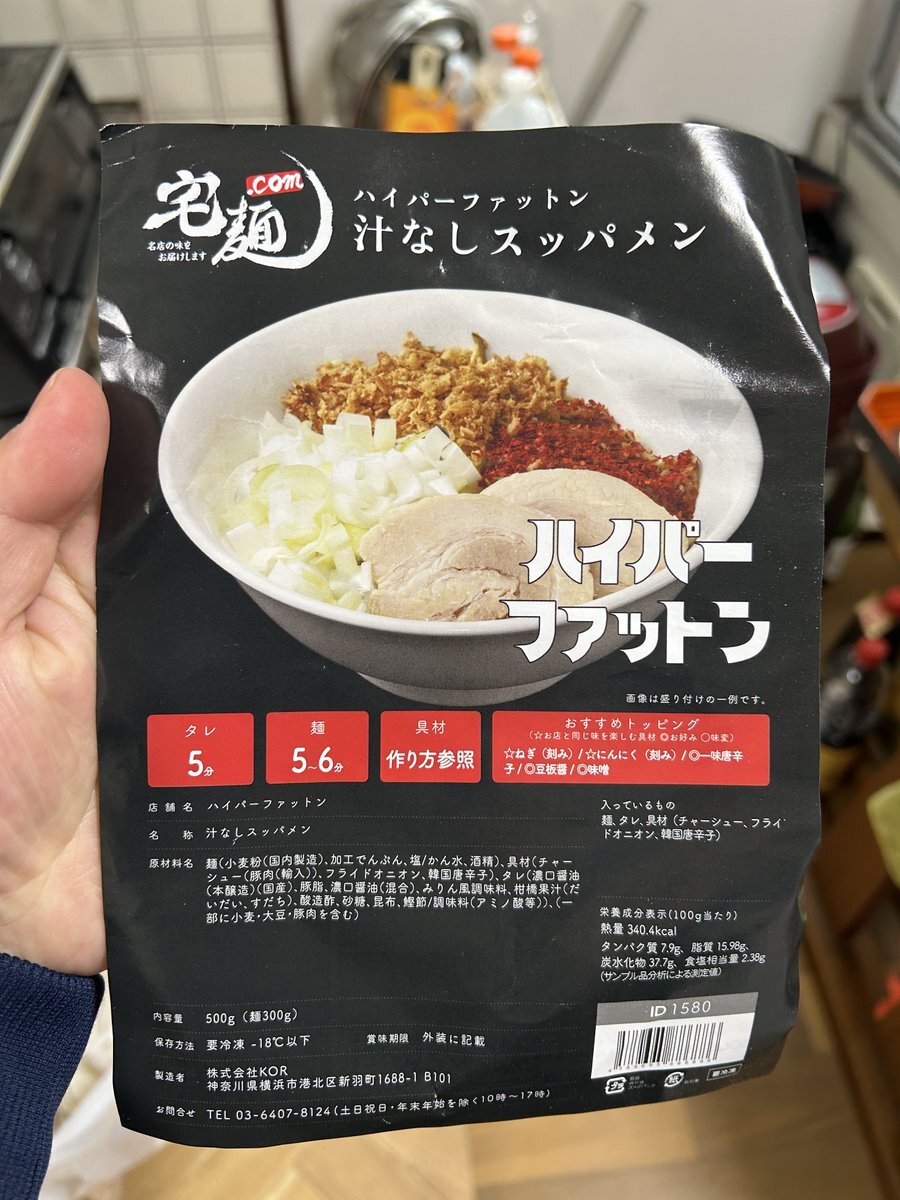 宅麺
.com
名店の味を
お届けします
ハイパーファットン
汁なしスッパメン
ハイパー
ファットン
画像は盛り付けの一例です。
タレ
5分
麺
5~6分
具材
作り方参照
おすすめトッピング
(☆お店と同じ味を楽しむ具材 ◎お好み ○味変)
☆ねぎ(刻み)/☆にんにく(刻み)/◎一味唐辛
子/◎豆板醤/◎味噌
店舗名 ハイパーファットン
名称 汁なしスッパメン
原材料名 麺(小麦粉(国内製造)、加工でんぷん、塩/かん水、酒精)、具材(チャー
シュー(豚肉(輸入))、フライドオニオン、韓国唐辛子)、タレ(濃口醤油
(本醸造)(国産)、豚脂、濃口醤油(混合)、みりん風調味料、柑橘果汁(だ
いだい、すだち)、醸造酢、砂糖、昆布、鰹節/調味料(アミノ酸等))、(一
部に小麦・大豆・豚肉を含む)
入っているもの
麺、タレ、具材(チャーシュー、フライ
ドオニオン、韓国唐辛子)
栄養成分表示(100g当たり)
熱量 340.4kcal
タンパク質 7.9g、脂質 15.98g、
炭水化物 37.7g、食塩相当量 2.38g
(サンプル品分析による測定値)
内容量 500g(麺300g)
保存方法 要冷凍 -18℃以下 賞味期限 外装に記載
製造者 株式会社KOR
神奈川県横浜市港北区新羽町1688-1 B101
お問合せ TEL 03-6407-8124(土日祝日・年末年始を除く10時~17時)
ID 1580
要冷凍